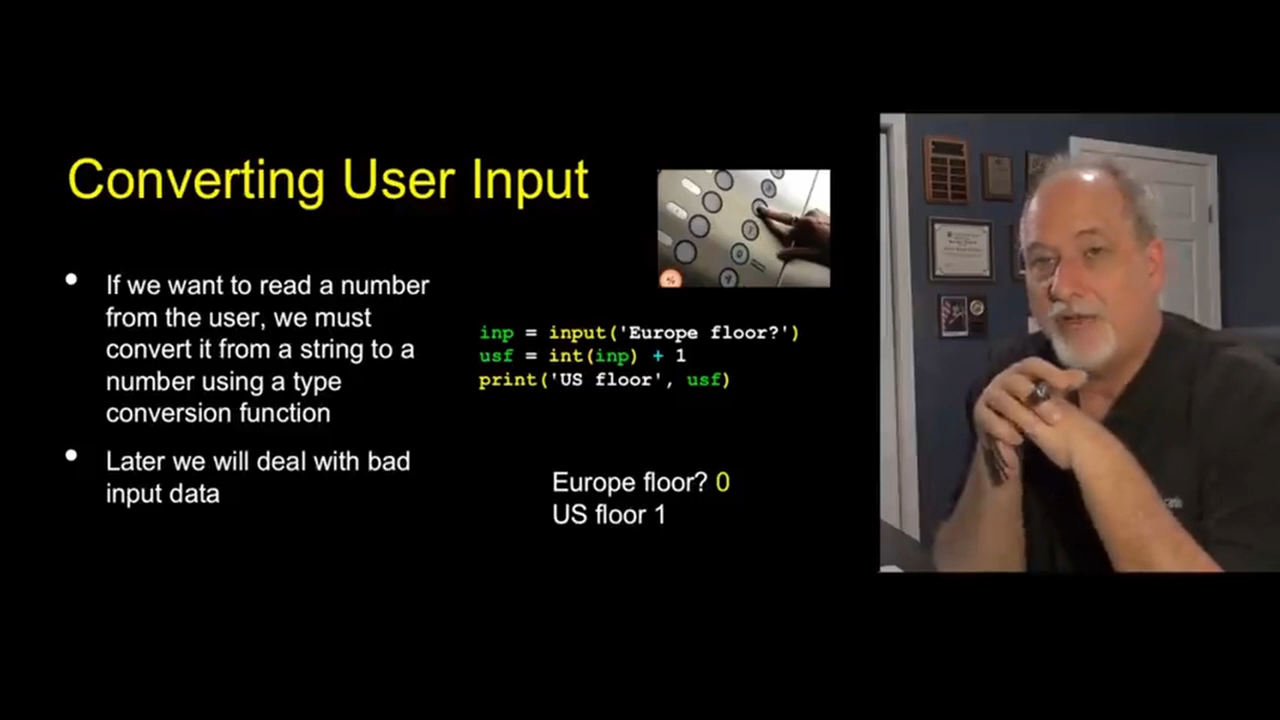 Converting User Input
• If we want to read a number
from the user, we must
convert it from a string to a
number using a type
conversion function
• Later we will deal with bad
input data
inp = input('Europe floor?')
usf = int(inp) + 1
print('US floor', usf)
Europe floor? 0
US floor 1